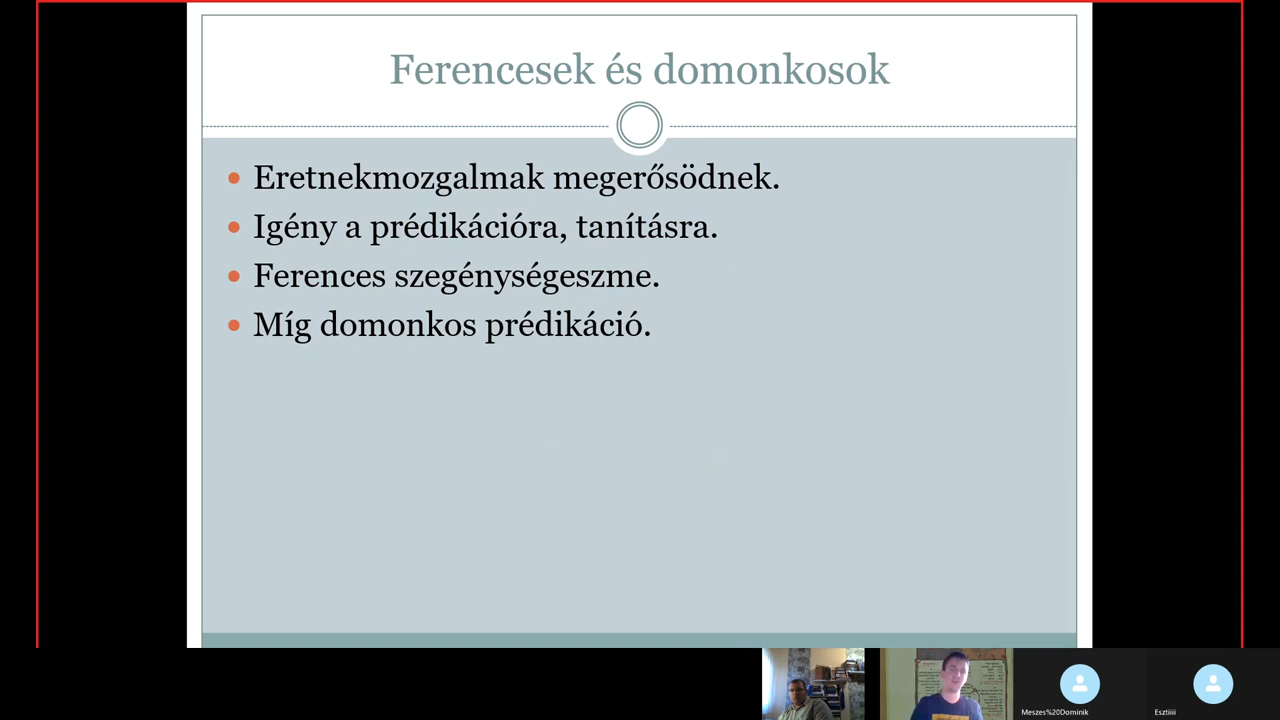 Ferencesek és domonkosok
Eretnekmozgalmak megerősödnek.
Igény a prédikációra, tanításra.
Ferences szegénységeszme.
Míg domonkos prédikáció.
Meszes%20Dominik
Esztiiii